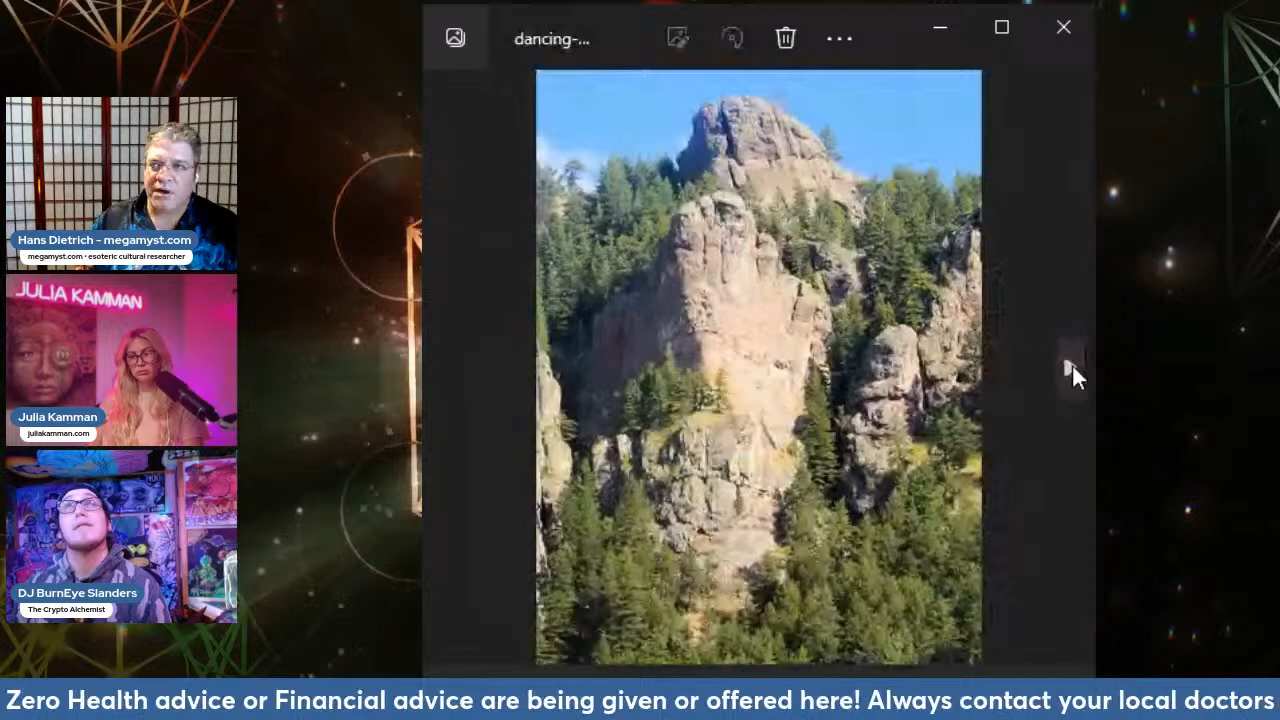 dancing-...
Hans Dietrich - megamyst.com
megamyst.com • esoteric cultural researcher
JULIA KAMMAN
Julia Kamman
juliakamman.com
DJ BurnEye Slanders
The Crypto Alchemist
Zero Health advice or Financial advice are being given or offered here! Always contact your local doctors